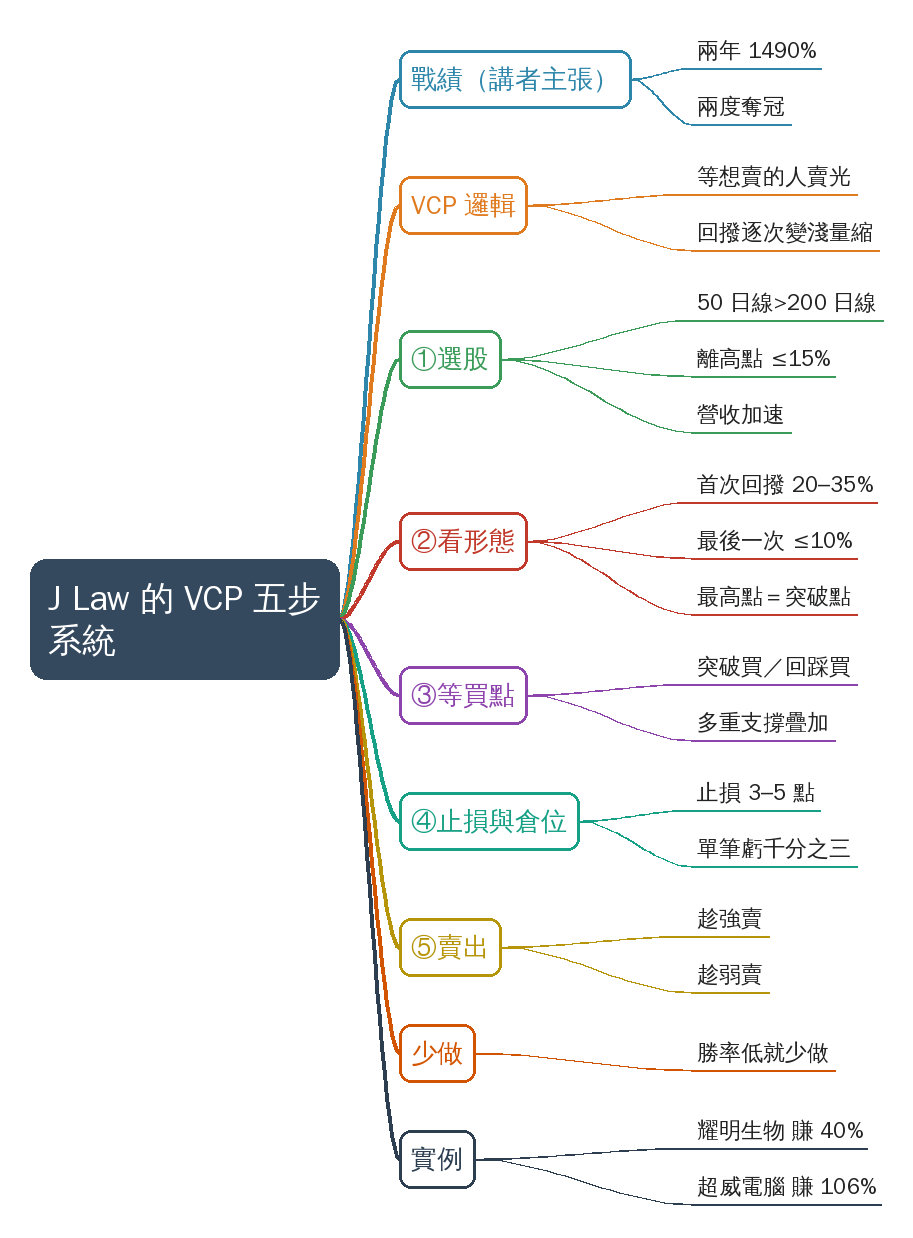 J Law 的 VCP 五步
系統
戰績（講者主張）
兩年 1490%
兩度奪冠
VCP 邏輯
等想賣的人賣光
回撥逐次變淺量縮
①選股
50 日線>200 日線
離高點 ≤15%
營收加速
②看形態
首次回撥 20–35%
最後一次 ≤10%
最高點＝突破點
③等買點
突破買／回踩買
多重支撐疊加
④止損與倉位
止損 3–5 點
單筆虧千分之三
⑤賣出
趁強賣
趁弱賣
少做
勝率低就少做
實例
耀明生物 賺 40%
超威電腦 賺 106%